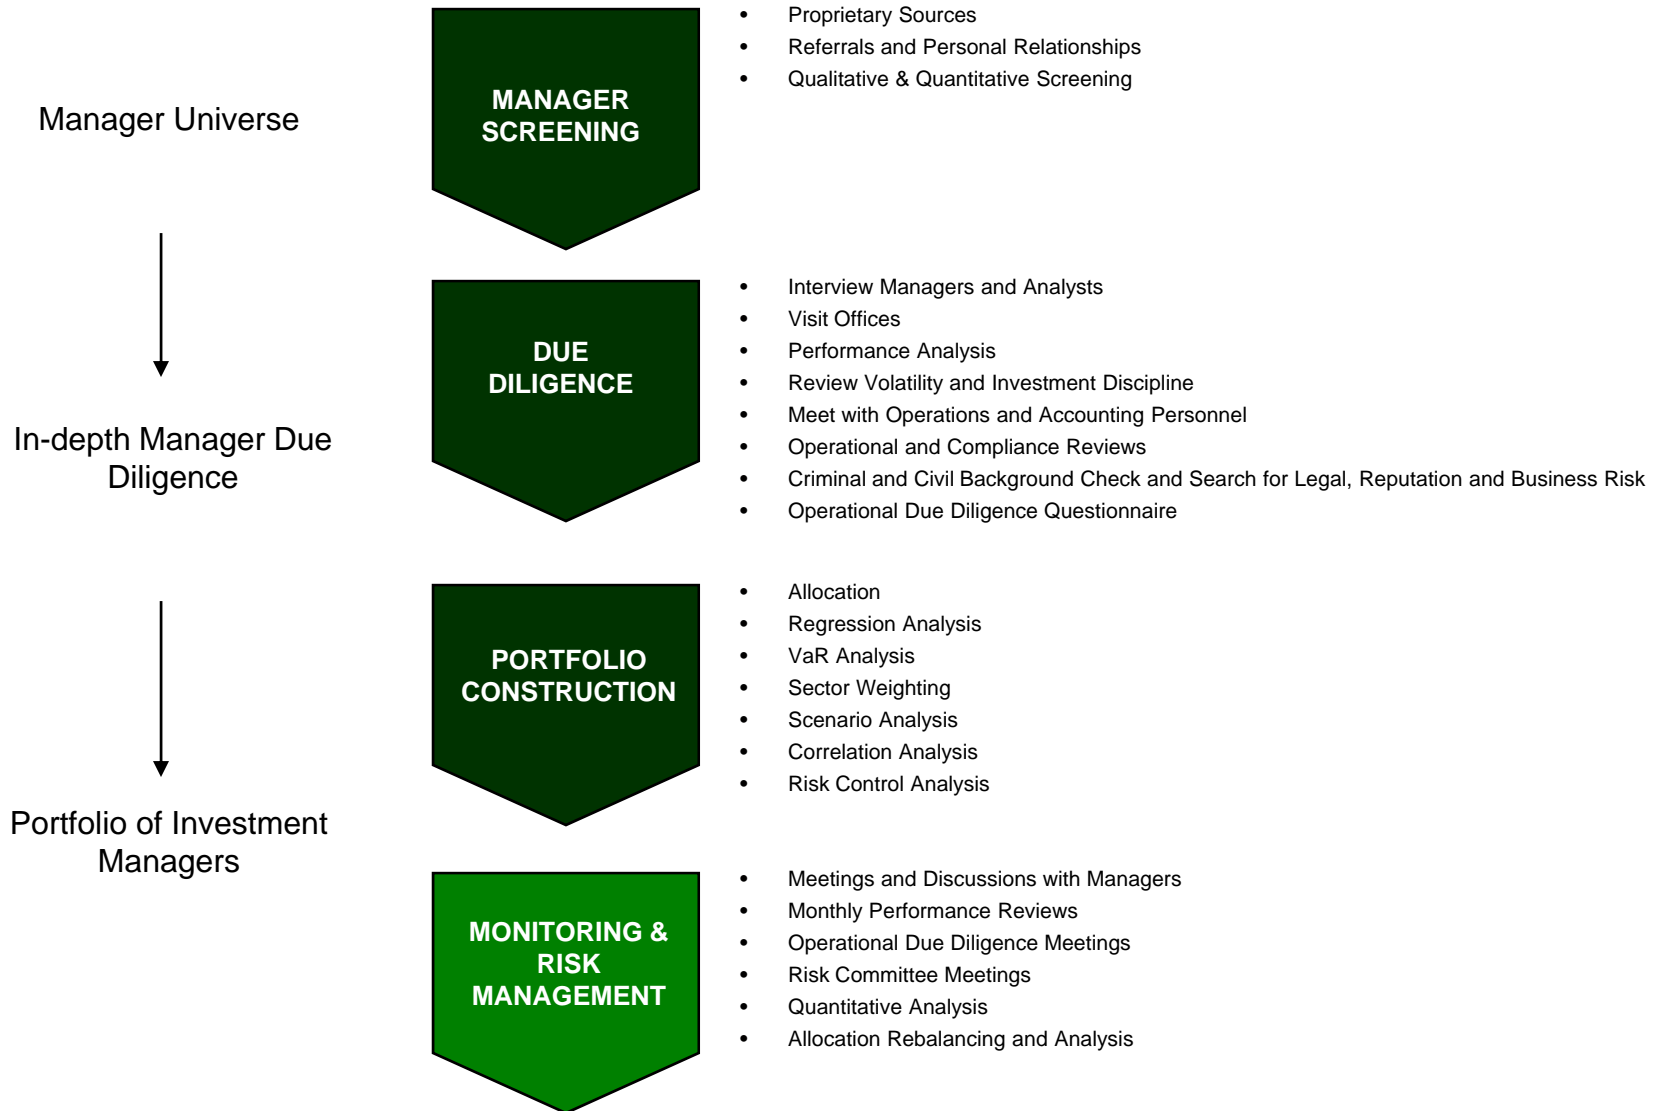 Manager Universe
MANAGER
SCREENING
• Proprietary Sources
• Referrals and Personal Relationships
• Qualitative & Quantitative Screening
In-depth Manager Due
Diligence
DUE
DILIGENCE
• Interview Managers and Analysts
• Visit Offices
• Performance Analysis
• Review Volatility and Investment Discipline
• Meet with Operations and Accounting Personnel
• Operational and Compliance Reviews
• Criminal and Civil Background Check and Search for Legal, Reputation and Business Risk
• Operational Due Diligence Questionnaire
PORTFOLIO
CONSTRUCTION
• Allocation
• Regression Analysis
• VaR Analysis
• Sector Weighting
• Scenario Analysis
• Correlation Analysis
• Risk Control Analysis
Portfolio of Investment
Managers
MONITORING &
RISK
MANAGEMENT
• Meetings and Discussions with Managers
• Monthly Performance Reviews
• Operational Due Diligence Meetings
• Risk Committee Meetings
• Quantitative Analysis
• Allocation Rebalancing and Analysis